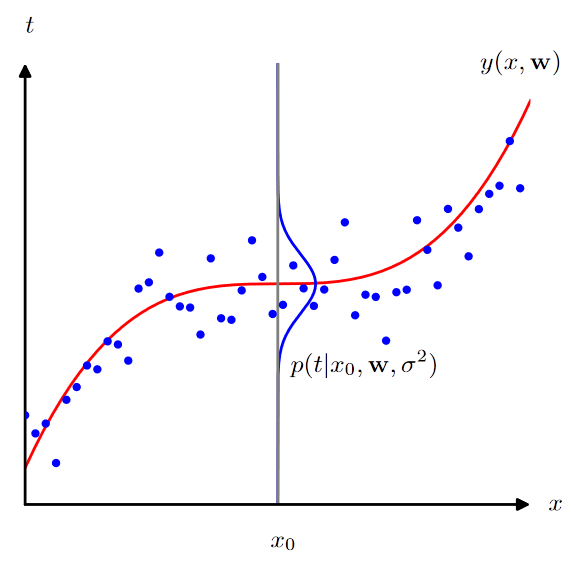 t
y(x, w)
p(t|x₀, w, σ²)
x
x₀